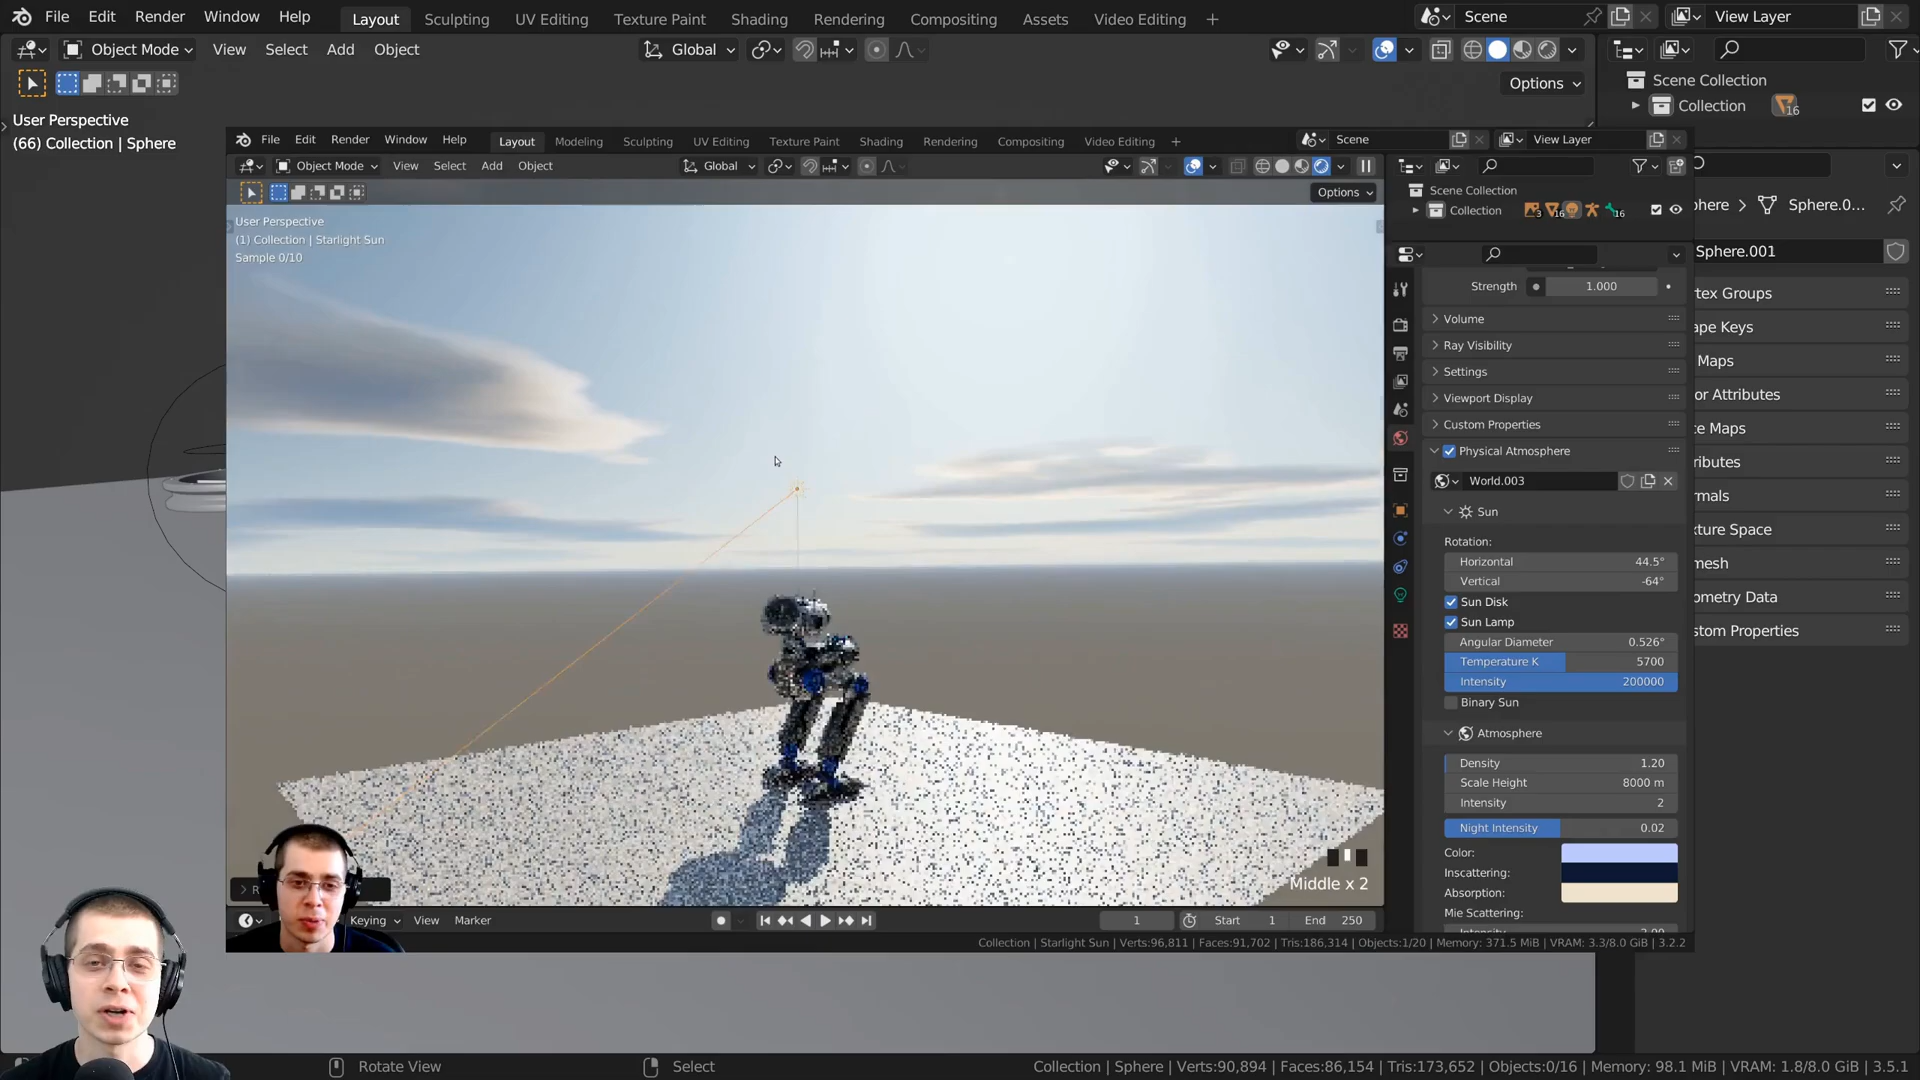 File Edit Render Window Help Layout Sculpting UV Editing Texture Paint Shading Rendering Compositing Assets Video Editing + Scene View Layer
Object Mode View Select Add Object Global
Options
Scene Collection
Collection 16
User Perspective
(66) Collection | Sphere
File Edit Render Window Help Layout Modeling Sculpting UV Editing Texture Paint Shading Rendering Compositing Video Editing + Scene View Layer
Object Mode View Select Add Object Global
Options
User Perspective
(1) Collection | Starlight Sun
Sample 0/10
Scene Collection
Collection 3 16 16
Strength 1.000
Volume
Ray Visibility
Settings
Viewport Display
Custom Properties
Physical Atmosphere
World.003
Sun
Rotation:
Horizontal 44.5°
Vertical -64°
Sun Disk
Sun Lamp
Angular Diameter 0.526°
Temperature K 5700
Intensity 200000
Binary Sun
Atmosphere
Density 1.20
Scale Height 8000 m
Intensity 2
Night Intensity 0.02
Color:
Inscattering:
Absorption:
Mie Scattering:
here > Sphere.0...
Sphere.001
rtex Groups
ape Keys
Maps
or Attributes
ce Maps
ributes
rmals
xture Space
mesh
ometry Data
stom Properties
Middle x 2
Keying View Marker 1 Start 1 End 250
Collection | Starlight Sun | Verts:96,811 | Faces:91,702 | Tris:186,314 | Objects:1/20 | Memory: 371.5 MiB | VRAM: 3.3/8.0 GiB | 3.2.2
Rotate View Select Collection | Sphere | Verts:90,894 | Faces:86,154 | Tris:173,652 | Objects:0/16 | Memory: 98.1 MiB | VRAM: 1.8/8.0 GiB | 3.5.1